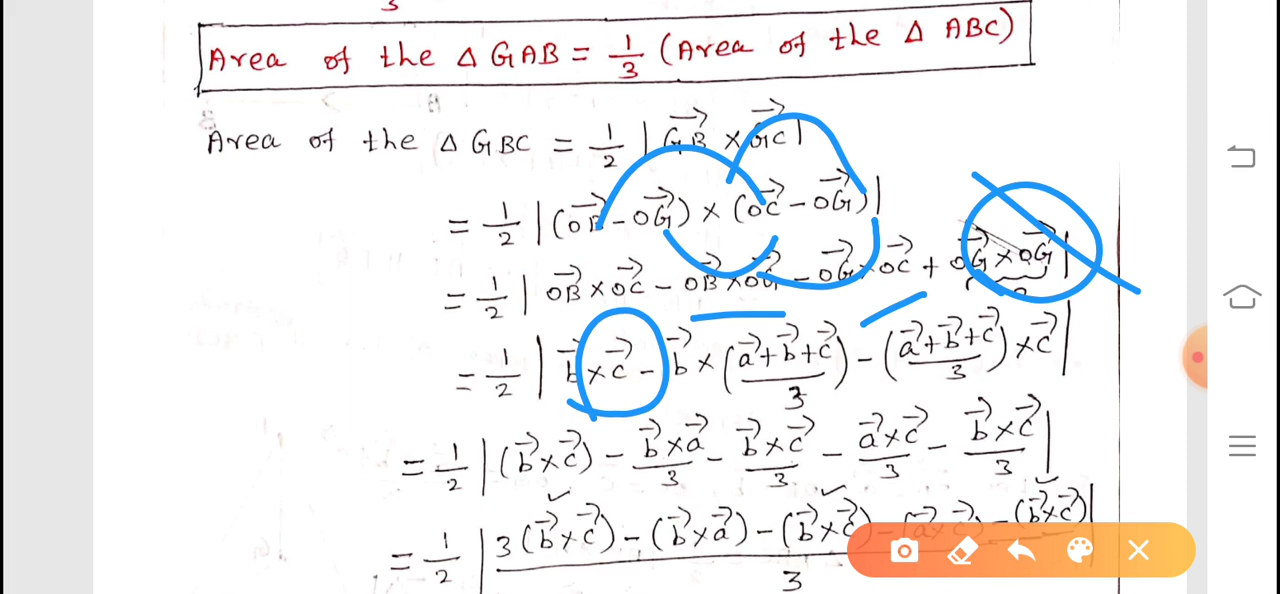 3
Area of the Δ GAB = 1/3 (Area of the Δ ABC)
Area of the Δ GBC = 1/2 |GB⃗ × GC⃗|
= 1/2 |(OB⃗ - OG⃗) × (OC⃗ - OG⃗)|
= 1/2 |OB⃗ × OC⃗ - OB⃗ × OG⃗ - OG⃗ × OC⃗ + OG⃗ × OG⃗|
= 1/2 |b⃗ × c⃗ - b⃗ × (a⃗ + b⃗ + c⃗)/3 - (a⃗ + b⃗ + c⃗)/3 × c⃗|
= 1/2 |(b⃗ × c⃗) - (b⃗ × a⃗)/3 - (b⃗ × c⃗)/3 - (a⃗ × c⃗)/3 - (b⃗ × c⃗)/3|
= 1/2 |3(b⃗ × c⃗) - (b⃗ × a⃗) - (b⃗ × c⃗) - (a⃗ × c⃗) - (b⃗ × c⃗)|/3